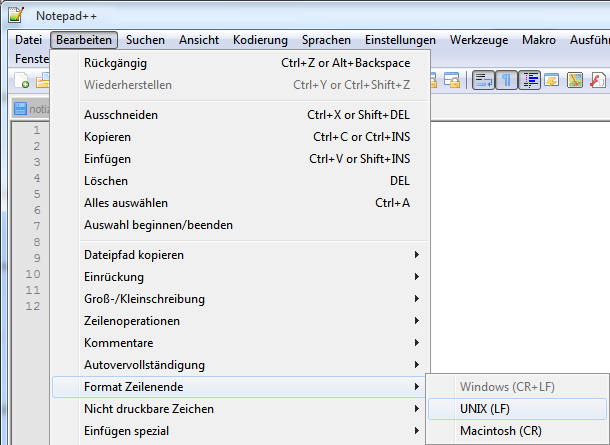 Notepad++
Datei Bearbeiten Suchen Ansicht Kodierung Sprachen Einstellungen Werkzeuge Makro Ausführ
Fenste
Rückgängig Ctrl+Z or Alt+Backspace
Wiederherstellen Ctrl+Y or Ctrl+Shift+Z
notiz
Ausschneiden Ctrl+X or Shift+DEL
1
Kopieren Ctrl+C or Ctrl+INS
2
Einfügen Ctrl+V or Shift+INS
3
Löschen DEL
4
Alles auswählen Ctrl+A
5
6
Auswahl beginnen/beenden
7
8
Dateipfad kopieren
9
Einrückung
10
11
Groß-/Kleinschreibung
12
Zeilenoperationen
Kommentare
Autovervollständigung
Format Zeilenende Windows (CR+LF)
Nicht druckbare Zeichen UNIX (LF)
Einfügen spezial Macintosh (CR)